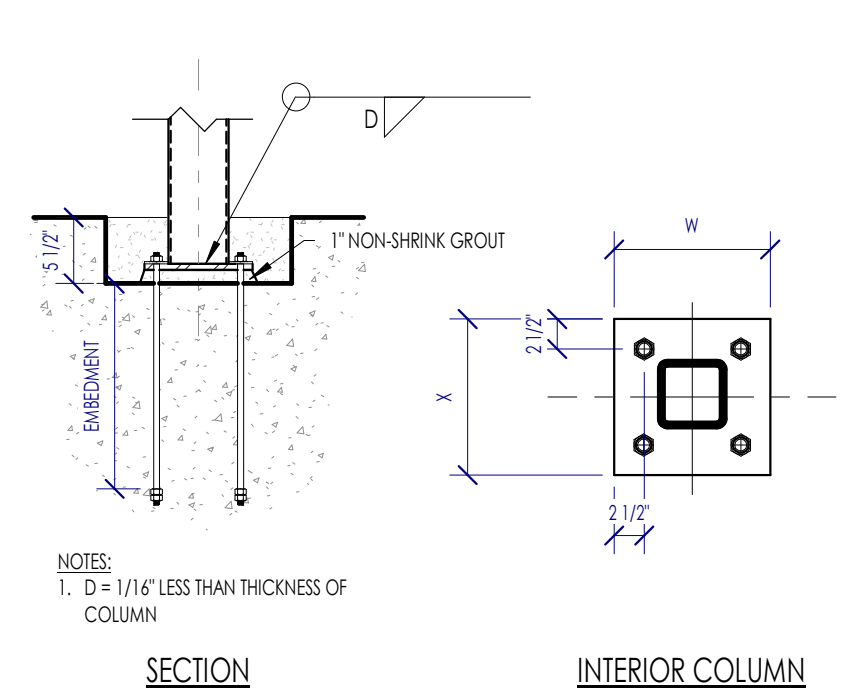 D
1" NON-SHRINK GROUT
5 1/2"
EMBEDMENT
W
2 1/2"
X
2 1/2"
NOTES:
1. D = 1/16" LESS THAN THICKNESS OF
COLUMN
SECTION
INTERIOR COLUMN